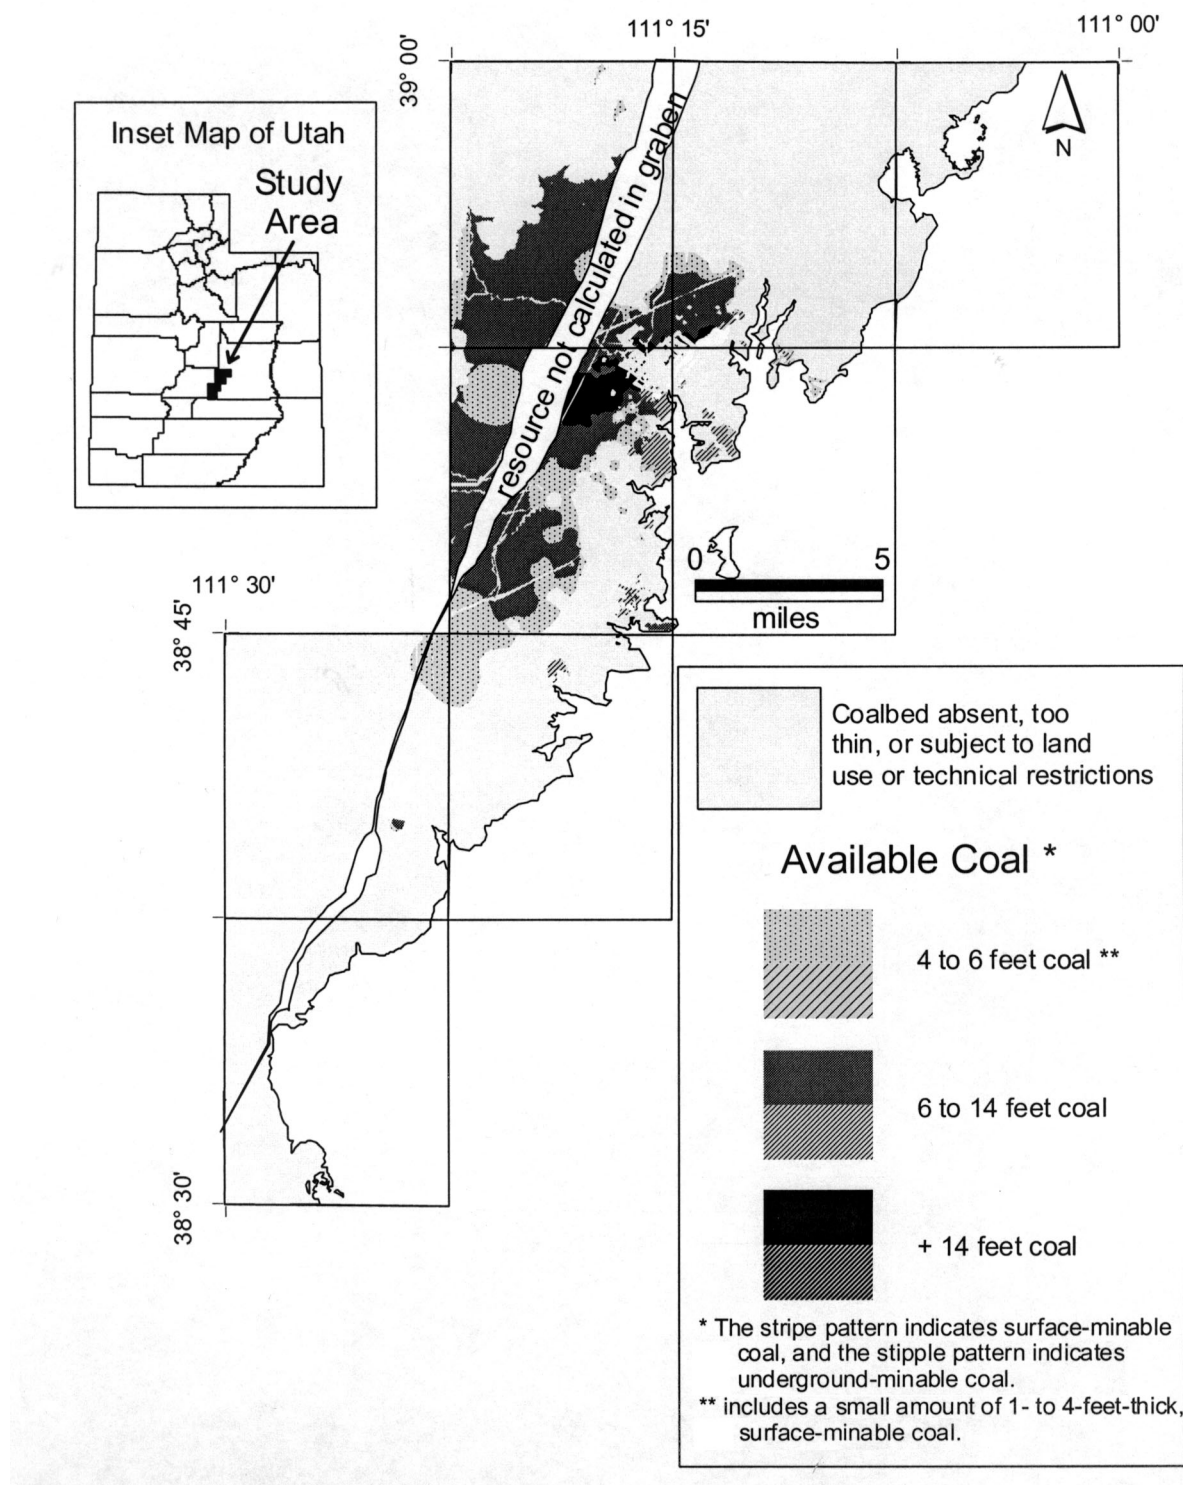 111° 15'
111° 00'
39° 00'
Inset Map of Utah
Study
Area
N
resource not calculated in graben
0 5
miles
111° 30'
38° 45'
38° 30'
Coalbed absent, too
thin, or subject to land
use or technical restrictions
Available Coal *
4 to 6 feet coal **
6 to 14 feet coal
+ 14 feet coal
* The stripe pattern indicates surface-minable
coal, and the stipple pattern indicates
underground-minable coal.
** includes a small amount of 1- to 4-feet-thick,
surface-minable coal.